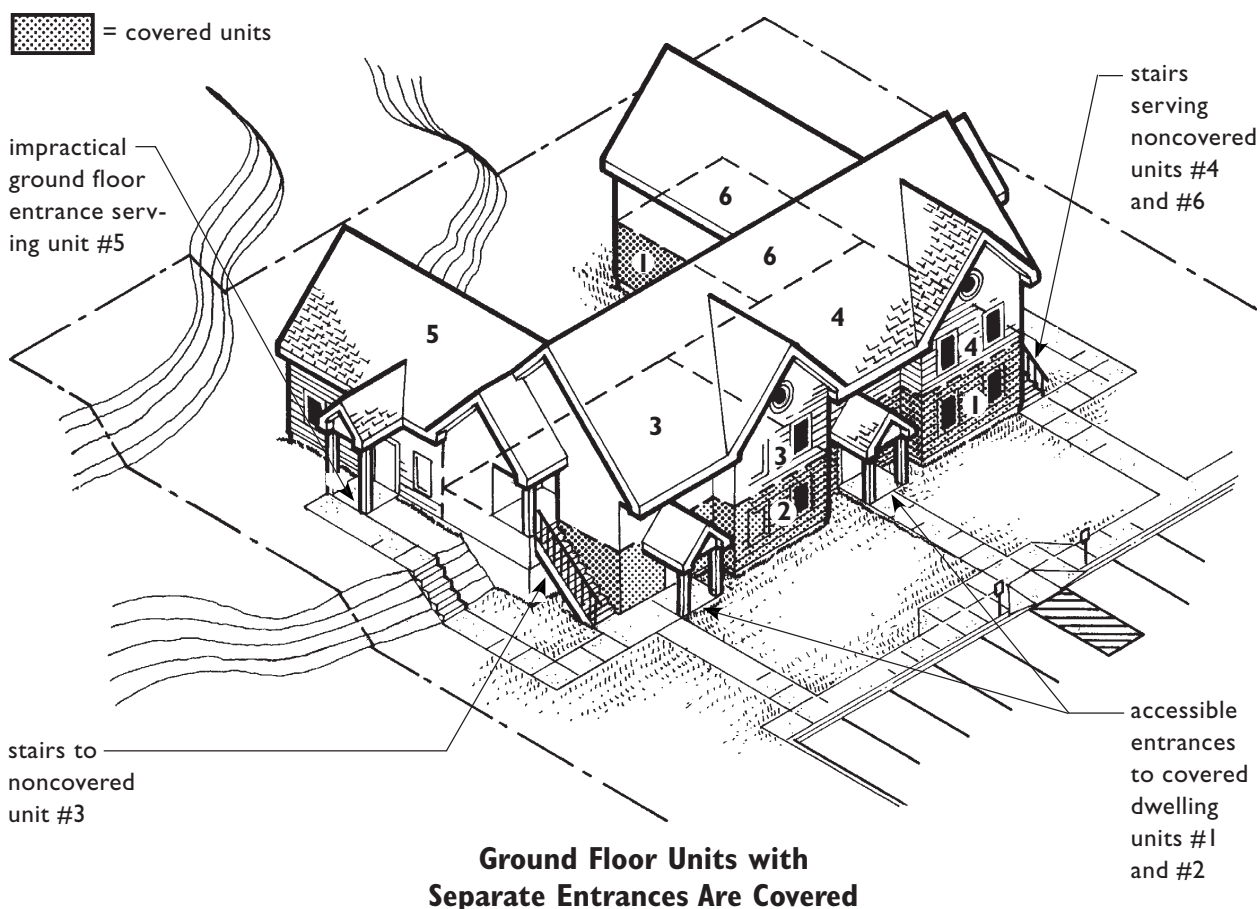 = covered units
impractical
ground floor
entrance serv-
ing unit #5
stairs
serving
noncovered
units #4
and #6
6
1
6
5
4
4
1
3
3
2
stairs to
noncovered
unit #3
accessible
entrances
to covered
dwelling
units #1
and #2
Ground Floor Units with
Separate Entrances Are Covered